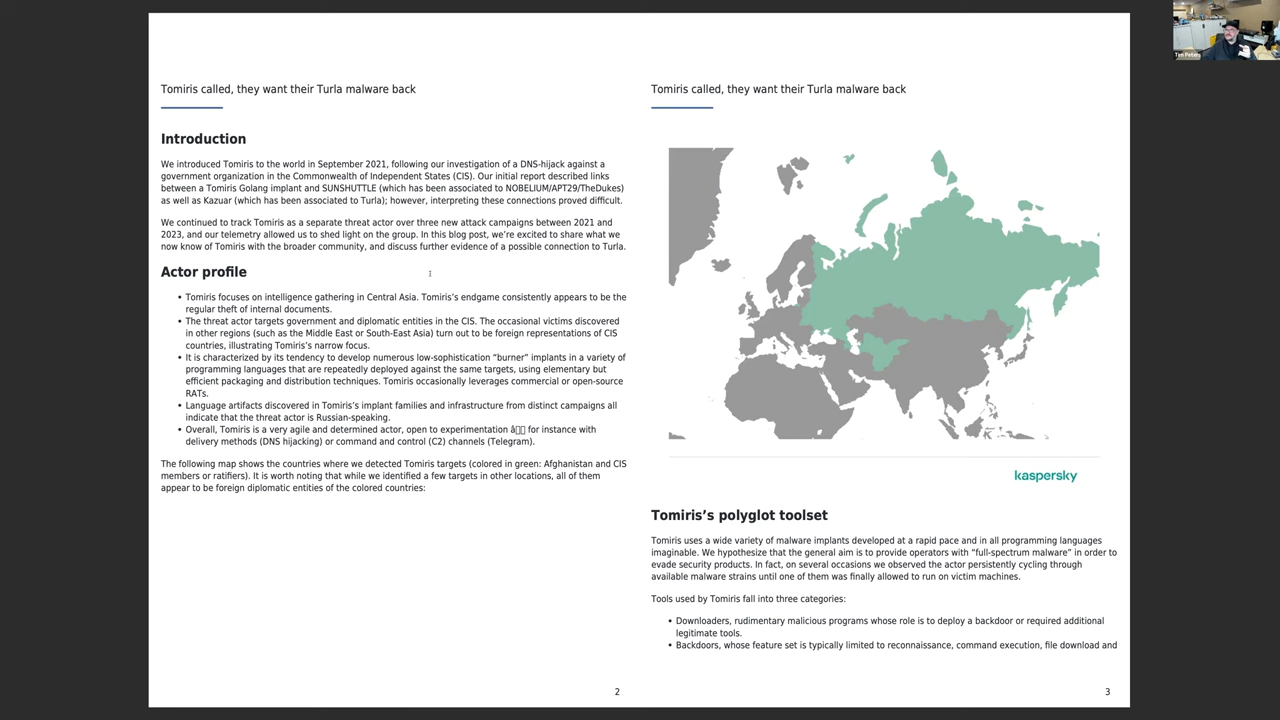 Tomiris called, they want their Turla malware back
Introduction
We introduced Tomiris to the world in September 2021, following our investigation of a DNS-hijack against a
government organization in the Commonwealth of Independent States (CIS). Our initial report described links
between a Tomiris Golang implant and SUNSHUTTLE (which has been associated to NOBELIUM/APT29/TheDukes)
as well as Kazuar (which has been associated to Turla); however, interpreting these connections proved difficult.
We continued to track Tomiris as a separate threat actor over three new attack campaigns between 2021 and
2023, and our telemetry allowed us to shed light on the group. In this blog post, we're excited to share what we
now know of Tomiris with the broader community, and discuss further evidence of a possible connection to Turla.
Actor profile
• Tomiris focuses on intelligence gathering in Central Asia. Tomiris's endgame consistently appears to be the
regular theft of internal documents.
• The threat actor targets government and diplomatic entities in the CIS. The occasional victims discovered
in other regions (such as the Middle East or South-East Asia) turn out to be foreign representations of CIS
countries, illustrating Tomiris's narrow focus.
• It is characterized by its tendency to develop numerous low-sophistication “burner” implants in a variety of
programming languages that are repeatedly deployed against the same targets, using elementary but
efficient packaging and distribution techniques. Tomiris occasionally leverages commercial or open-source
RATs.
• Language artifacts discovered in Tomiris's implant families and infrastructure from distinct campaigns all
indicate that the threat actor is Russian-speaking.
• Overall, Tomiris is a very agile and determined actor, open to experimentation â▯▯ for instance with
delivery methods (DNS hijacking) or command and control (C2) channels (Telegram).
The following map shows the countries where we detected Tomiris targets (colored in green: Afghanistan and CIS
members or ratifiers). It is worth noting that while we identified a few targets in other locations, all of them
appear to be foreign diplomatic entities of the colored countries:
2
Tomiris called, they want their Turla malware back
kaspersky
Tomiris's polyglot toolset
Tomiris uses a wide variety of malware implants developed at a rapid pace and in all programming languages
imaginable. We hypothesize that the general aim is to provide operators with “full-spectrum malware” in order to
evade security products. In fact, on several occasions we observed the actor persistently cycling through
available malware strains until one of them was finally allowed to run on victim machines.
Tools used by Tomiris fall into three categories:
• Downloaders, rudimentary malicious programs whose role is to deploy a backdoor or required additional
legitimate tools.
• Backdoors, whose feature set is typically limited to reconnaissance, command execution, file download and
3
Tim Peters